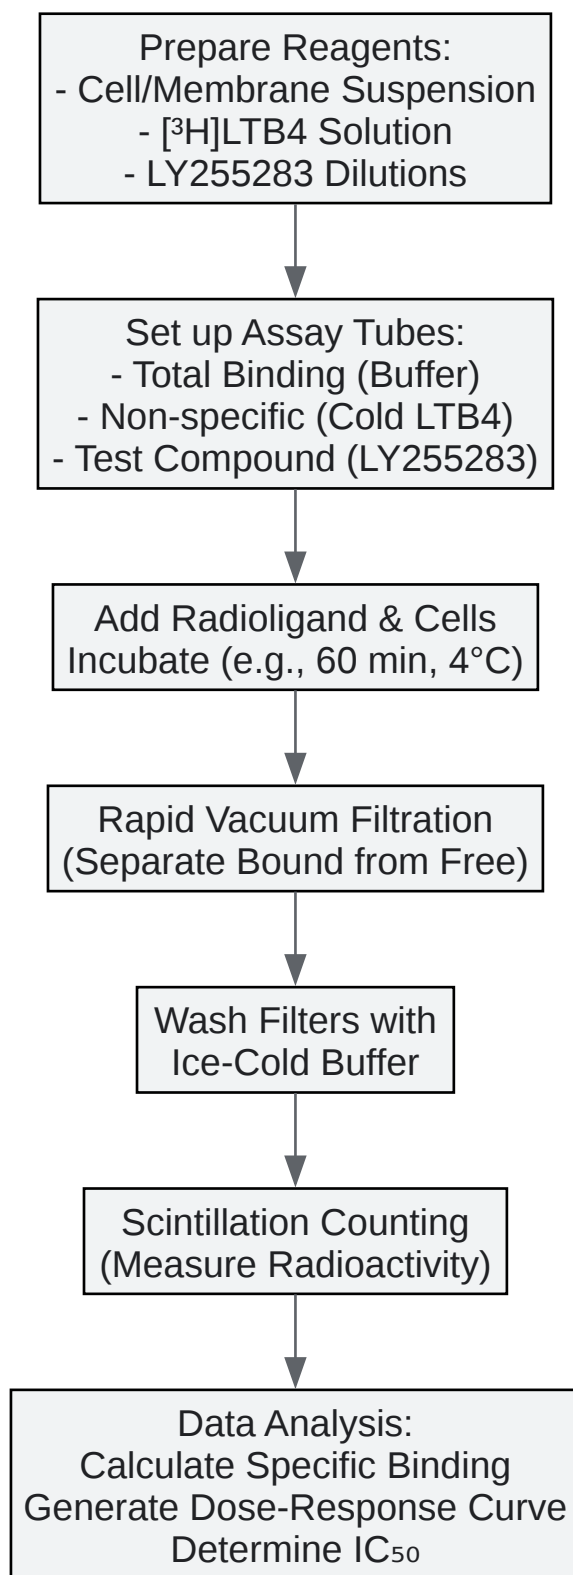 Prepare Reagents:
- Cell/Membrane Suspension
- [³H]LTB4 Solution
- LY255283 Dilutions
Set up Assay Tubes:
- Total Binding (Buffer)
- Non-specific (Cold LTB4)
- Test Compound (LY255283)
Add Radioligand & Cells
Incubate (e.g., 60 min, 4°C)
Rapid Vacuum Filtration
(Separate Bound from Free)
Wash Filters with
Ice-Cold Buffer
Scintillation Counting
(Measure Radioactivity)
Data Analysis:
Calculate Specific Binding
Generate Dose-Response Curve
Determine IC₅₀